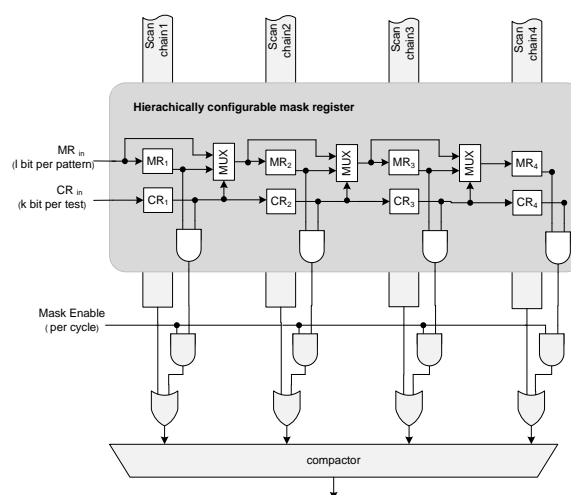 Scan
chain1
Scan
chain2
Scan
chain3
Scan
chain4
Hierachically configurable mask register
MR in
(l bit per pattern)
MR1
MUX
MR2
MUX
MR3
MUX
MR4
CR in
(k bit per test)
CR1
CR2
CR3
CR4
Mask Enable
(per cycle)
compactor